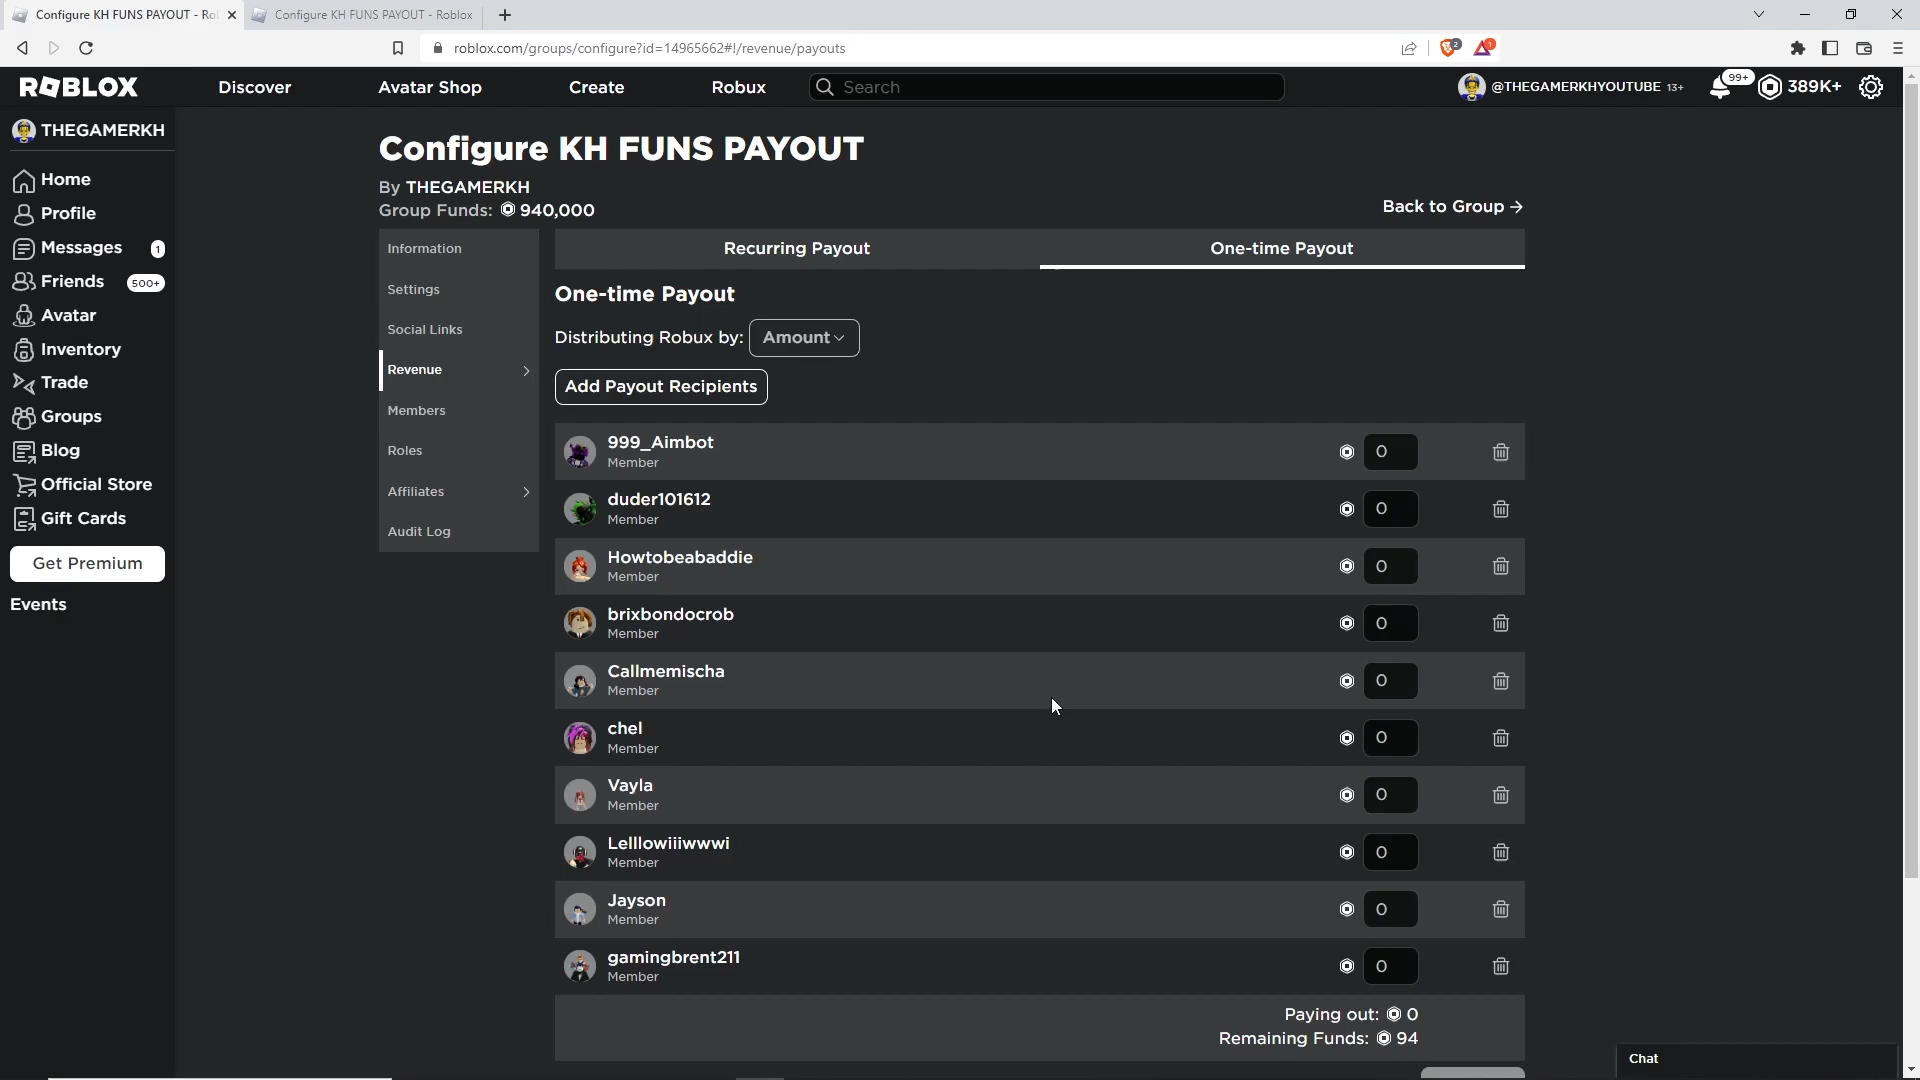 Configure KH FUNS PAYOUT - Ro
Configure KH FUNS PAYOUT - Roblox
roblox.com/groups/configure?id=14965662#!/revenue/payouts
2
1
ROBLOX
Discover
Avatar Shop
Create
Robux
Search
@THEGAMERKHYOUTUBE 13+
99+
389K+
THEGAMERKH
Home
Profile
Messages 1
Friends 500+
Avatar
Inventory
Trade
Groups
Blog
Official Store
Gift Cards
Get Premium
Events
Configure KH FUNS PAYOUT
By THEGAMERKH
Group Funds: 940,000
Back to Group
Information
Settings
Social Links
Revenue
Members
Roles
Affiliates
Audit Log
Recurring Payout
One-time Payout
One-time Payout
Distributing Robux by: Amount
Add Payout Recipients
999_Aimbot
Member
0
duder101612
Member
0
Howtobeabaddie
Member
0
brixbondocrob
Member
0
Callmemischa
Member
0
chel
Member
0
Vayla
Member
0
Lelllowiiiwwwi
Member
0
Jayson
Member
0
gamingbrent211
Member
0
Paying out: 0
Remaining Funds: 94
Chat